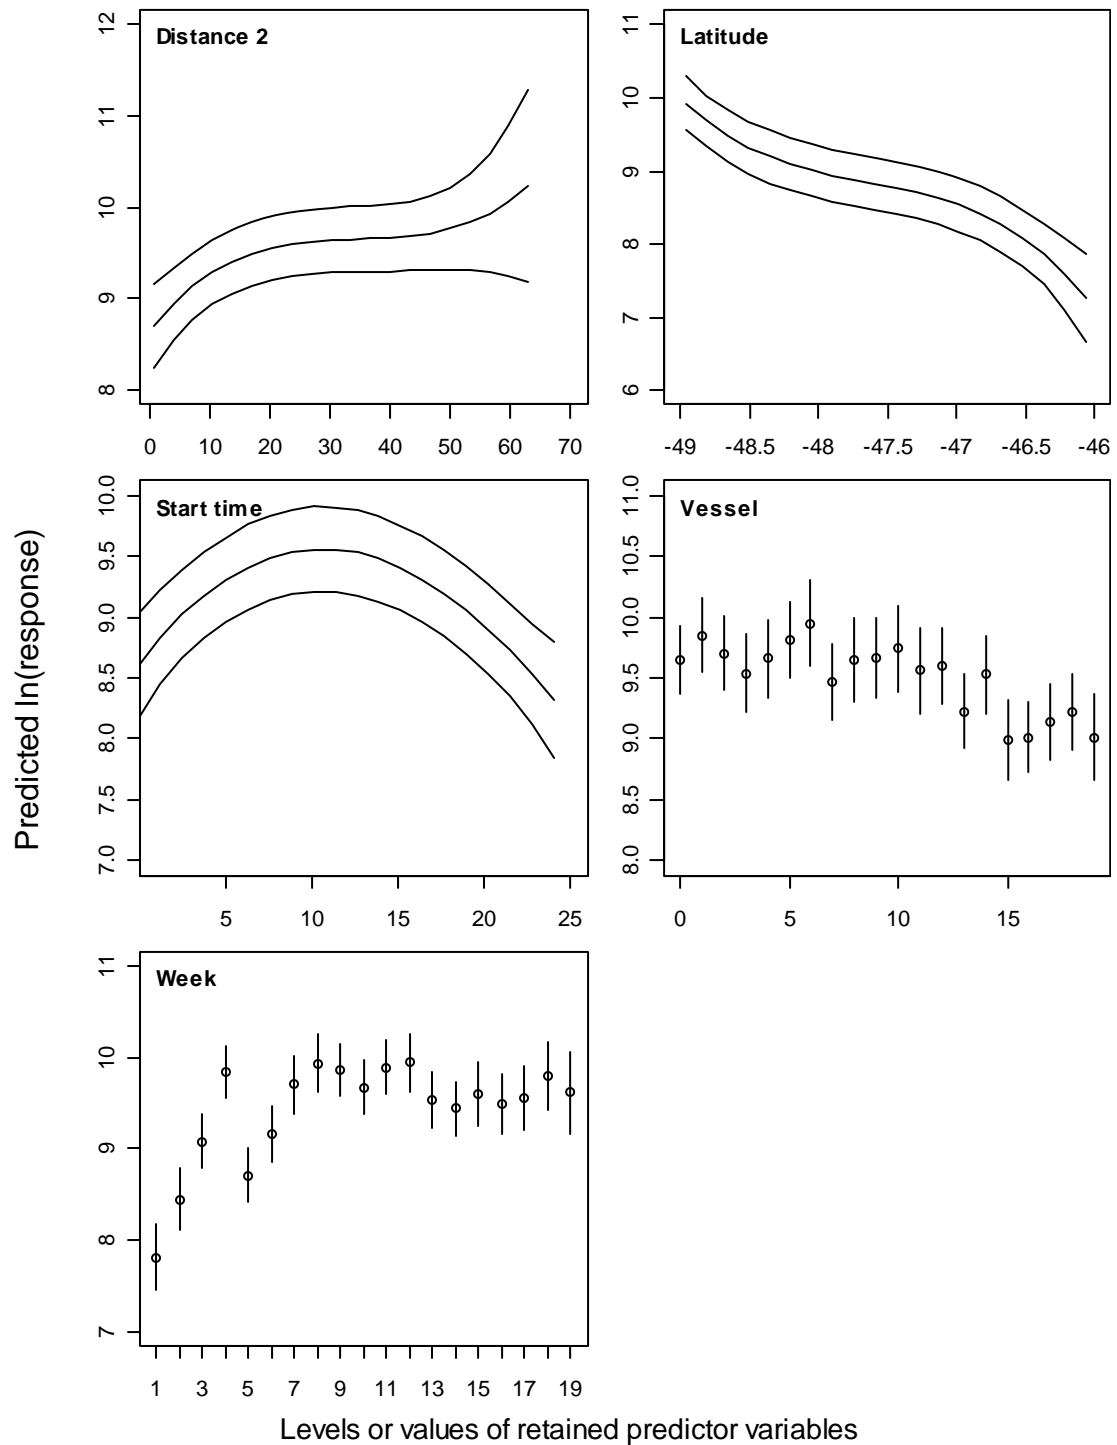 Predicted ln(response)
Distance 2
12
11
10
9
8
0 10 20 30 40 50 60 70
Latitude
11
10
9
8
7
6
-49 -48.5 -48 -47.5 -47 -46.5 -46
Start time
10.0
9.5
9.0
8.5
8.0
7.5
7.0
5 10 15 20 25
Vessel
11.0
10.5
10.0
9.5
9.0
8.5
8.0
0 5 10 15
Week
11
10
9
8
7
1 3 5 7 9 11 13 15 17 19
Levels or values of retained predictor variables